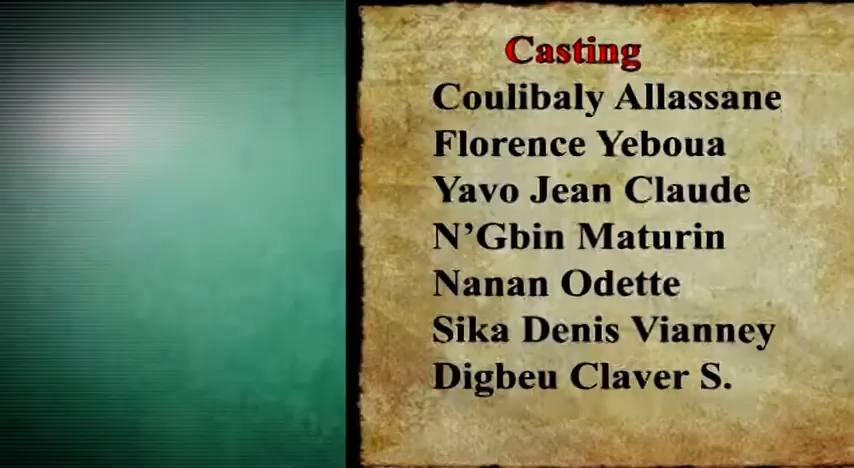 Casting
Coulibaly Allassane
Florence Yeboua
Yavo Jean Claude
N’Gbin Maturin
Nanan Odette
Sika Denis Vianney
Digbeu Claver S.